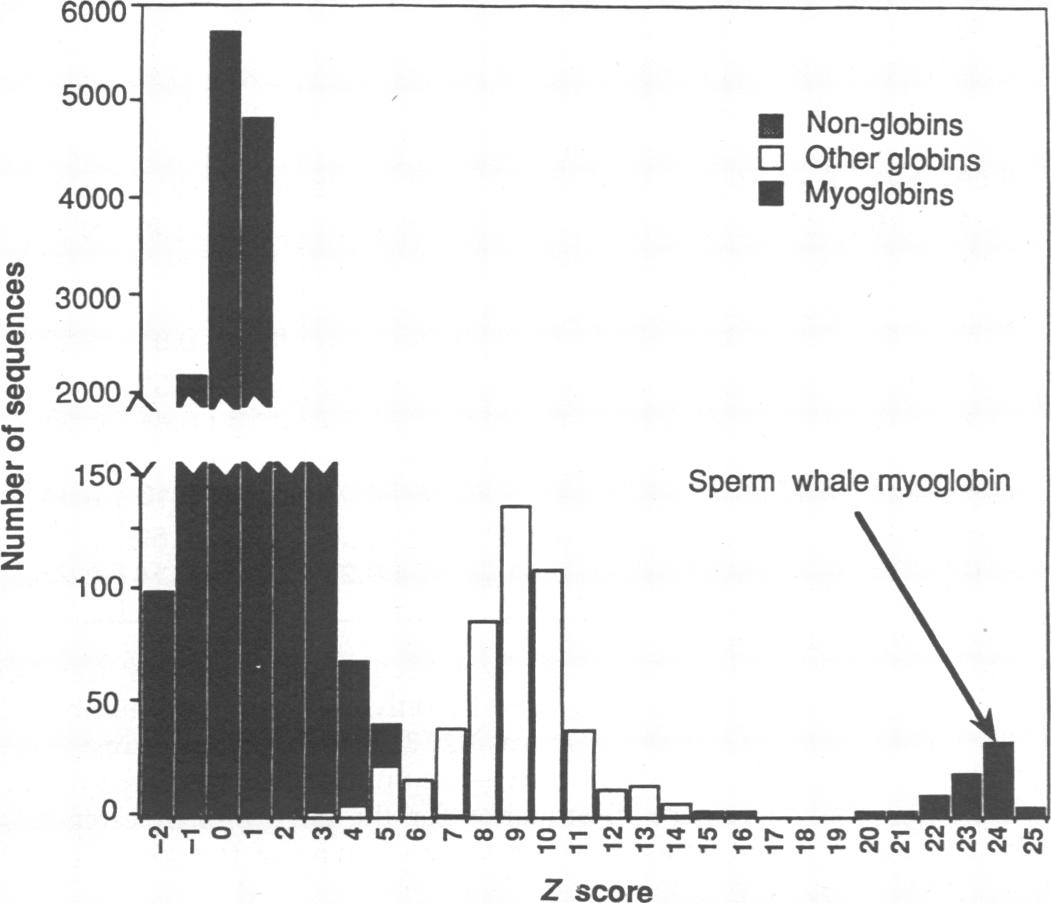 6000
5000
4000
3000
2000
150
100
50
0
Number of sequences
Non-globins
Other globins
Myoglobins
Sperm whale myoglobin
−2 −1 0 1 2 3 4 5 6 7 8 9 10 11 12 13 14 15 16 17 18 19 20 21 22 23 24 25
Z score